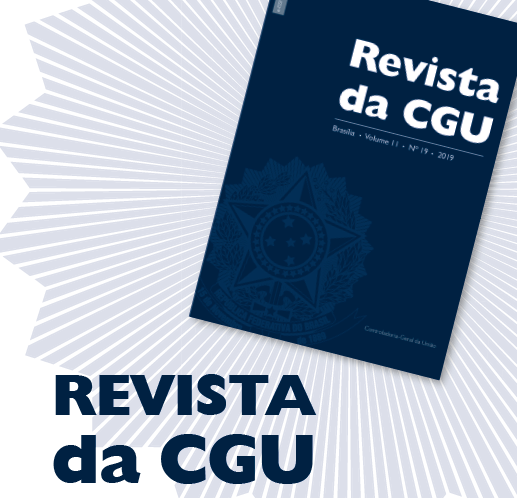 Revista
da CGU
Brasília • Volume 11 • Nº 19 • 2019
Controladoria-Geral da União
REVISTA
da CGU